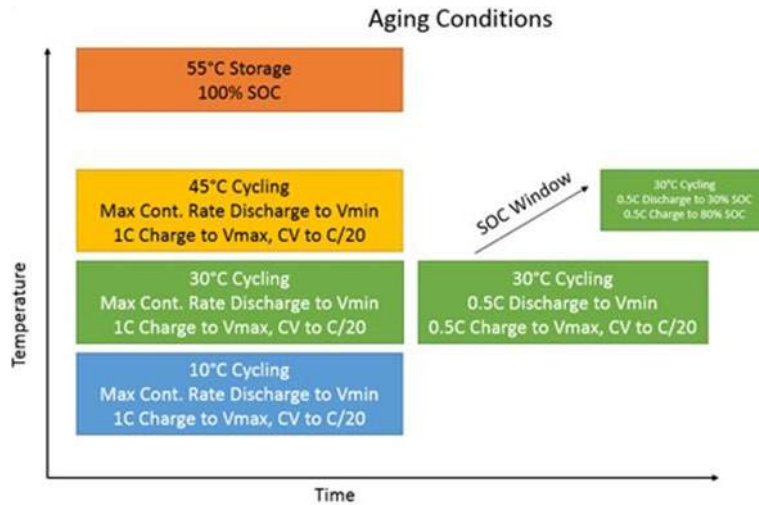 Aging Conditions
55°C Storage
100% SOC
45°C Cycling
Max Cont. Rate Discharge to Vmin
1C Charge to Vmax, CV to C/20
30°C Cycling
0.5C Discharge to 30% SOC
0.5C Charge to 80% SOC
SOC Window
30°C Cycling
Max Cont. Rate Discharge to Vmin
1C Charge to Vmax, CV to C/20
30°C Cycling
0.5C Discharge to Vmin
0.5C Charge to Vmax, CV to C/20
10°C Cycling
Max Cont. Rate Discharge to Vmin
1C Charge to Vmax, CV to C/20
Temperature
Time